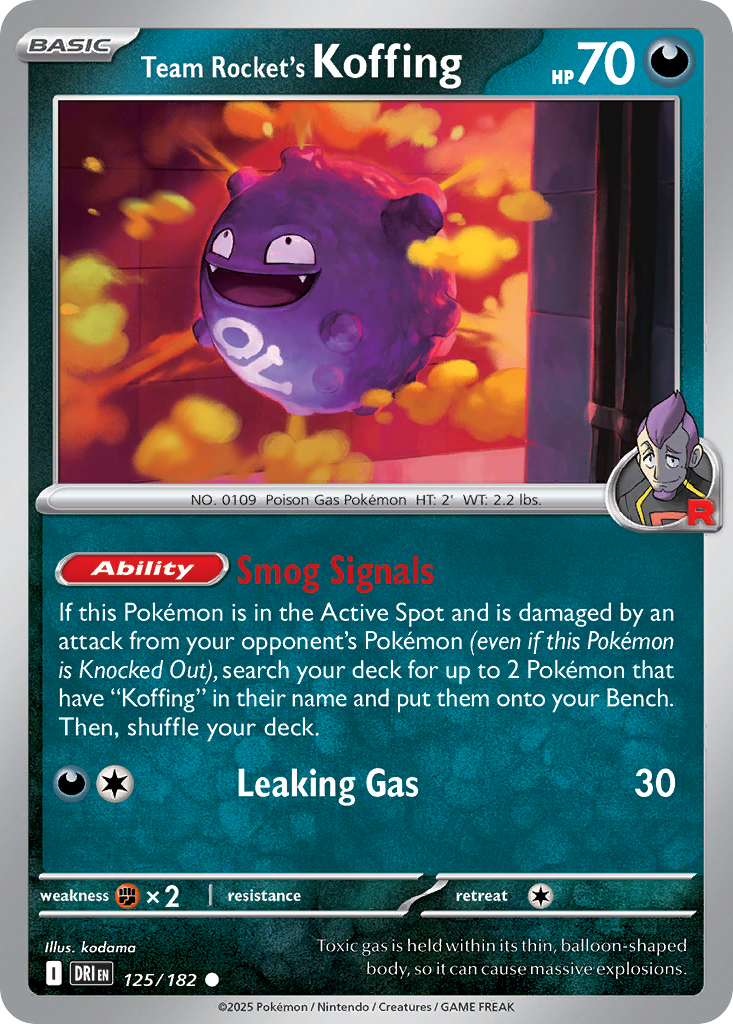 BASIC
Team Rocket's Koffing
HP 70
NO. 0109 Poison Gas Pokémon HT: 2' WT: 2.2 lbs.
R
Ability Smog Signals
If this Pokémon is in the Active Spot and is damaged by an
attack from your opponent's Pokémon (even if this Pokémon
is Knocked Out), search your deck for up to 2 Pokémon that
have “Koffing” in their name and put them onto your Bench.
Then, shuffle your deck.
Leaking Gas 30
weakness ×2 resistance retreat
Illus. kodama
Toxic gas is held within its thin, balloon-shaped
body, so it can cause massive explosions.
I DRI EN 125/182
©2025 Pokémon / Nintendo / Creatures / GAME FREAK